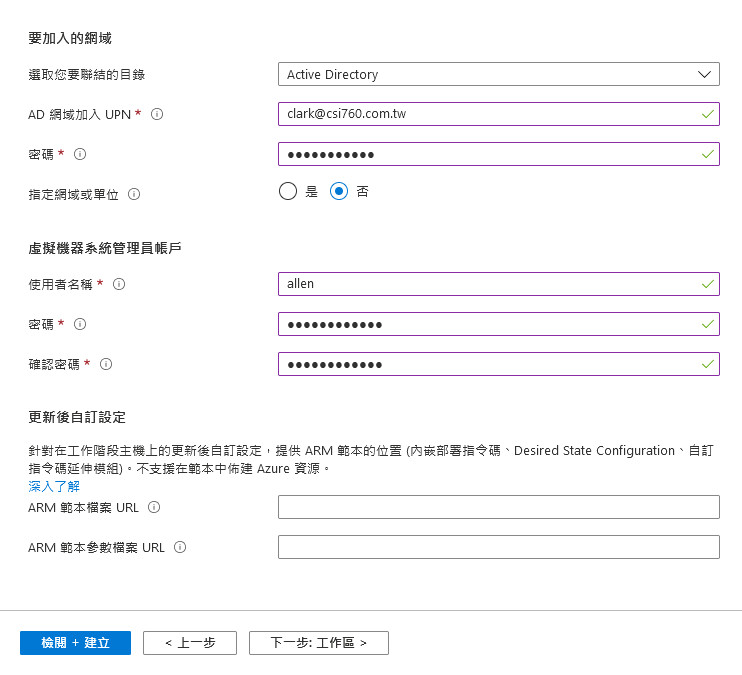 要加入的網域
選取您要聯結的目錄
Active Directory
AD 網域加入 UPN *
clark@csi760.com.tw
密碼 *
●●●●●●●●●●●
指定網域或單位
是 否
虛擬機器系統管理員帳戶
使用者名稱 *
allen
密碼 *
●●●●●●●●●●●●
確認密碼 *
●●●●●●●●●●●●
更新後自訂設定
針對在工作階段主機上的更新後自訂設定，提供 ARM 範本的位置 (內嵌部署指令碼、Desired State Configuration、自訂
指令碼延伸模組)。不支援在範本中佈建 Azure 資源。
深入了解
ARM 範本檔案 URL
ARM 範本參數檔案 URL
檢閱 + 建立
< 上一步
下一步: 工作區 >